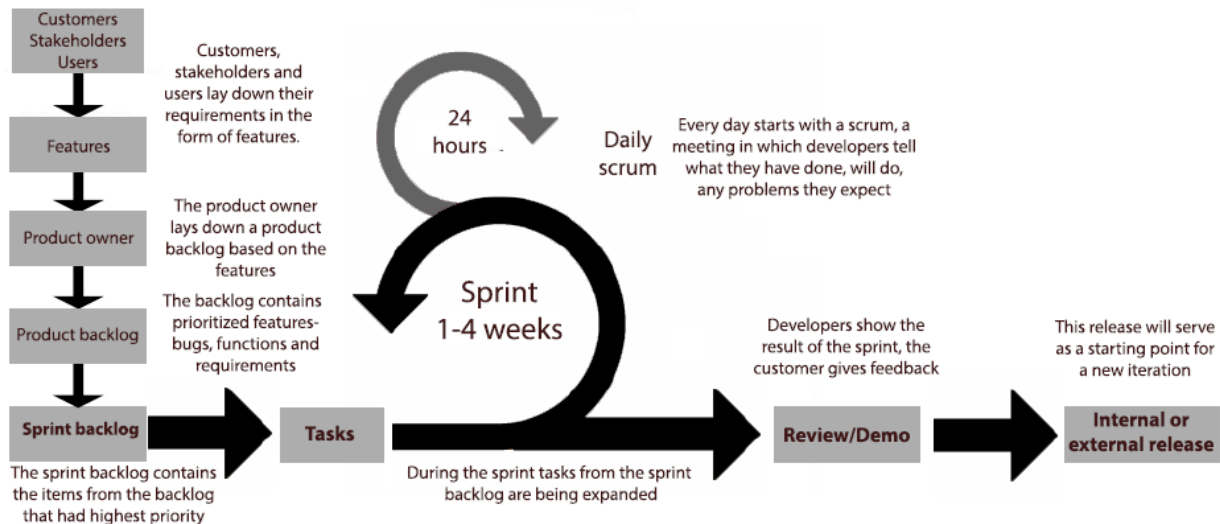 Customers
Stakeholders
Users
Customers,
stakeholders and
users lay down their
requirements in the
form of features.
Features
Product owner
The product owner
lays down a product
backlog based on the
features
Product backlog
The backlog contains
prioritized features-
bugs, functions and
requirements
Sprint backlog
The sprint backlog contains
the items from the backlog
that had highest priority
Tasks
24
hours
Daily
scrum
Every day starts with a scrum, a
meeting in which developers tell
what they have done, will do,
any problems they expect
Sprint
1-4 weeks
During the sprint tasks from the sprint
backlog are being expanded
Developers show the
result of the sprint, the
customer gives feedback
Review/Demo
This release will serve
as a starting point for
a new iteration
Internal or
external release